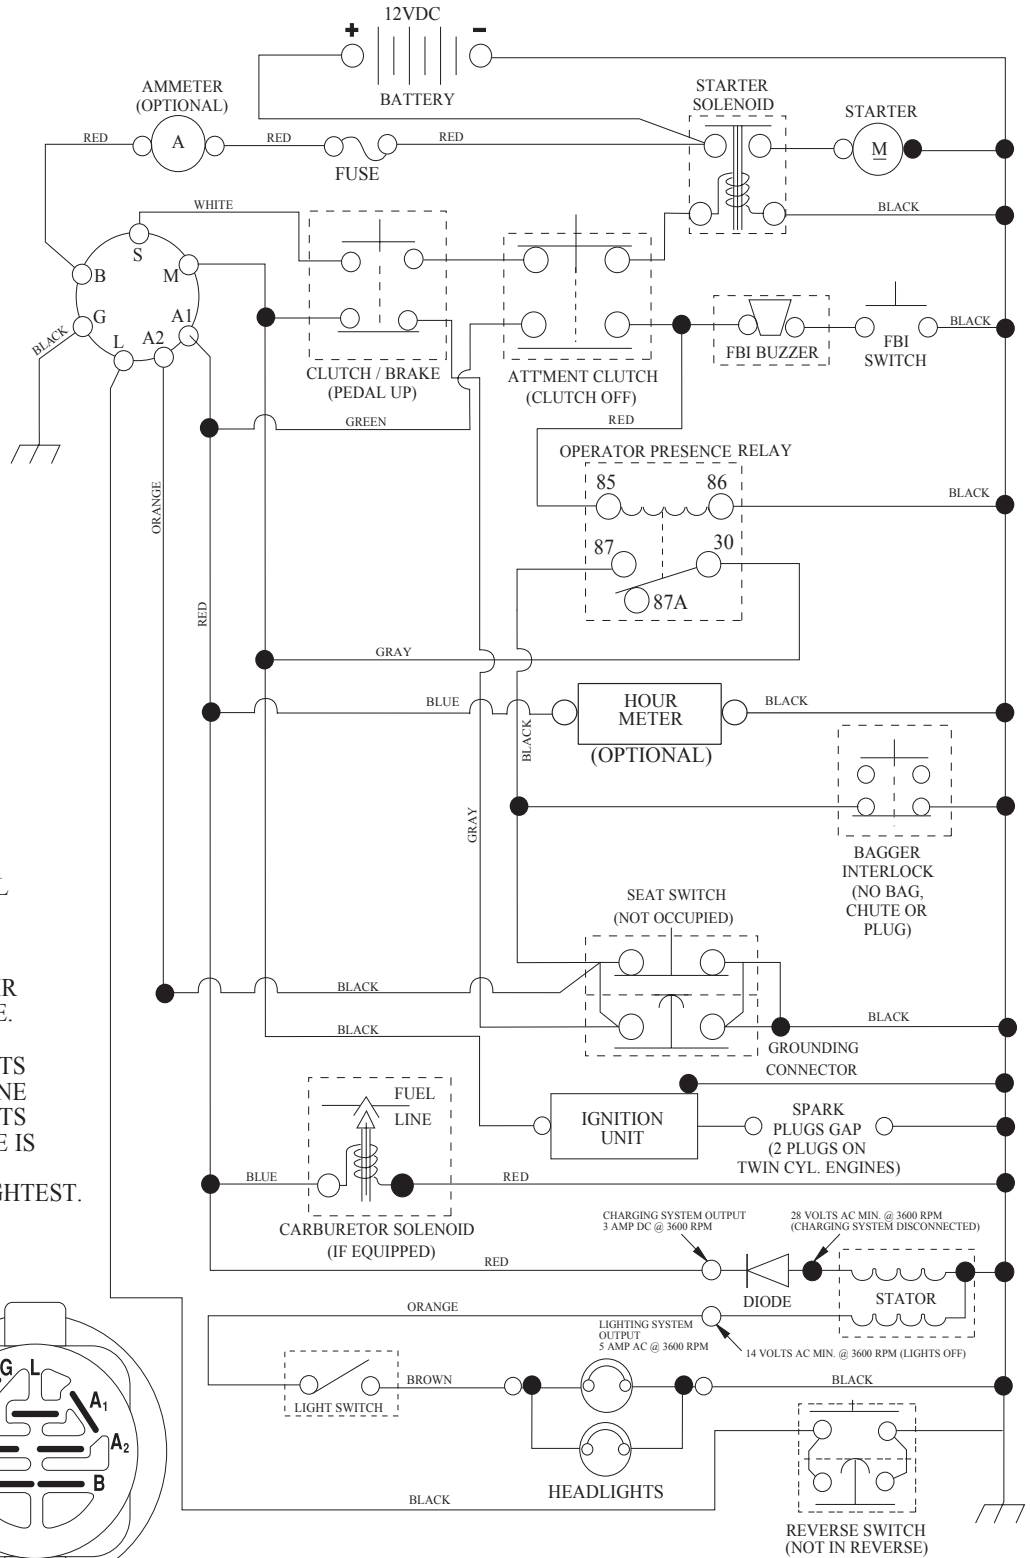 12VDC
+
-
BATTERY
AMMETER
(OPTIONAL)
A
RED
RED
FUSE
RED
STARTER
SOLENOID
STARTER
M
BLACK
WHITE
S
B
M
G
A1
L
A2
BLACK
CLUTCH / BRAKE
(PEDAL UP)
ATT'MENT CLUTCH
(CLUTCH OFF)
FBI BUZZER
FBI
SWITCH
BLACK
GREEN
RED
OPERATOR PRESENCE RELAY
85
86
BLACK
87
30
87A
ORANGE
RED
GRAY
BLUE
HOUR
METER
BLACK
(OPTIONAL)
BLACK
GRAY
BAGGER
INTERLOCK
(NO BAG,
CHUTE OR
PLUG)
SEAT SWITCH
(NOT OCCUPIED)
BLACK
BLACK
BLACK
GROUNDING
CONNECTOR
L
IR
E.
TS
NE
TS
E IS
GHTEST.
FUEL
LINE
IGNITION
UNIT
SPARK
PLUGS GAP
(2 PLUGS ON
TWIN CYL. ENGINES)
BLUE
RED
CARBURETOR SOLENOID
(IF EQUIPPED)
CHARGING SYSTEM OUTPUT
3 AMP DC @ 3600 RPM
28 VOLTS AC MIN. @ 3600 RPM
(CHARGING SYSTEM DISCONNECTED)
RED
DIODE
STATOR
ORANGE
LIGHTING SYSTEM
OUTPUT
5 AMP AC @ 3600 RPM
14 VOLTS AC MIN. @ 3600 RPM (LIGHTS OFF)
LIGHT SWITCH
BROWN
BLACK
HEADLIGHTS
BLACK
REVERSE SWITCH
(NOT IN REVERSE)
G
L
A1
A2
B